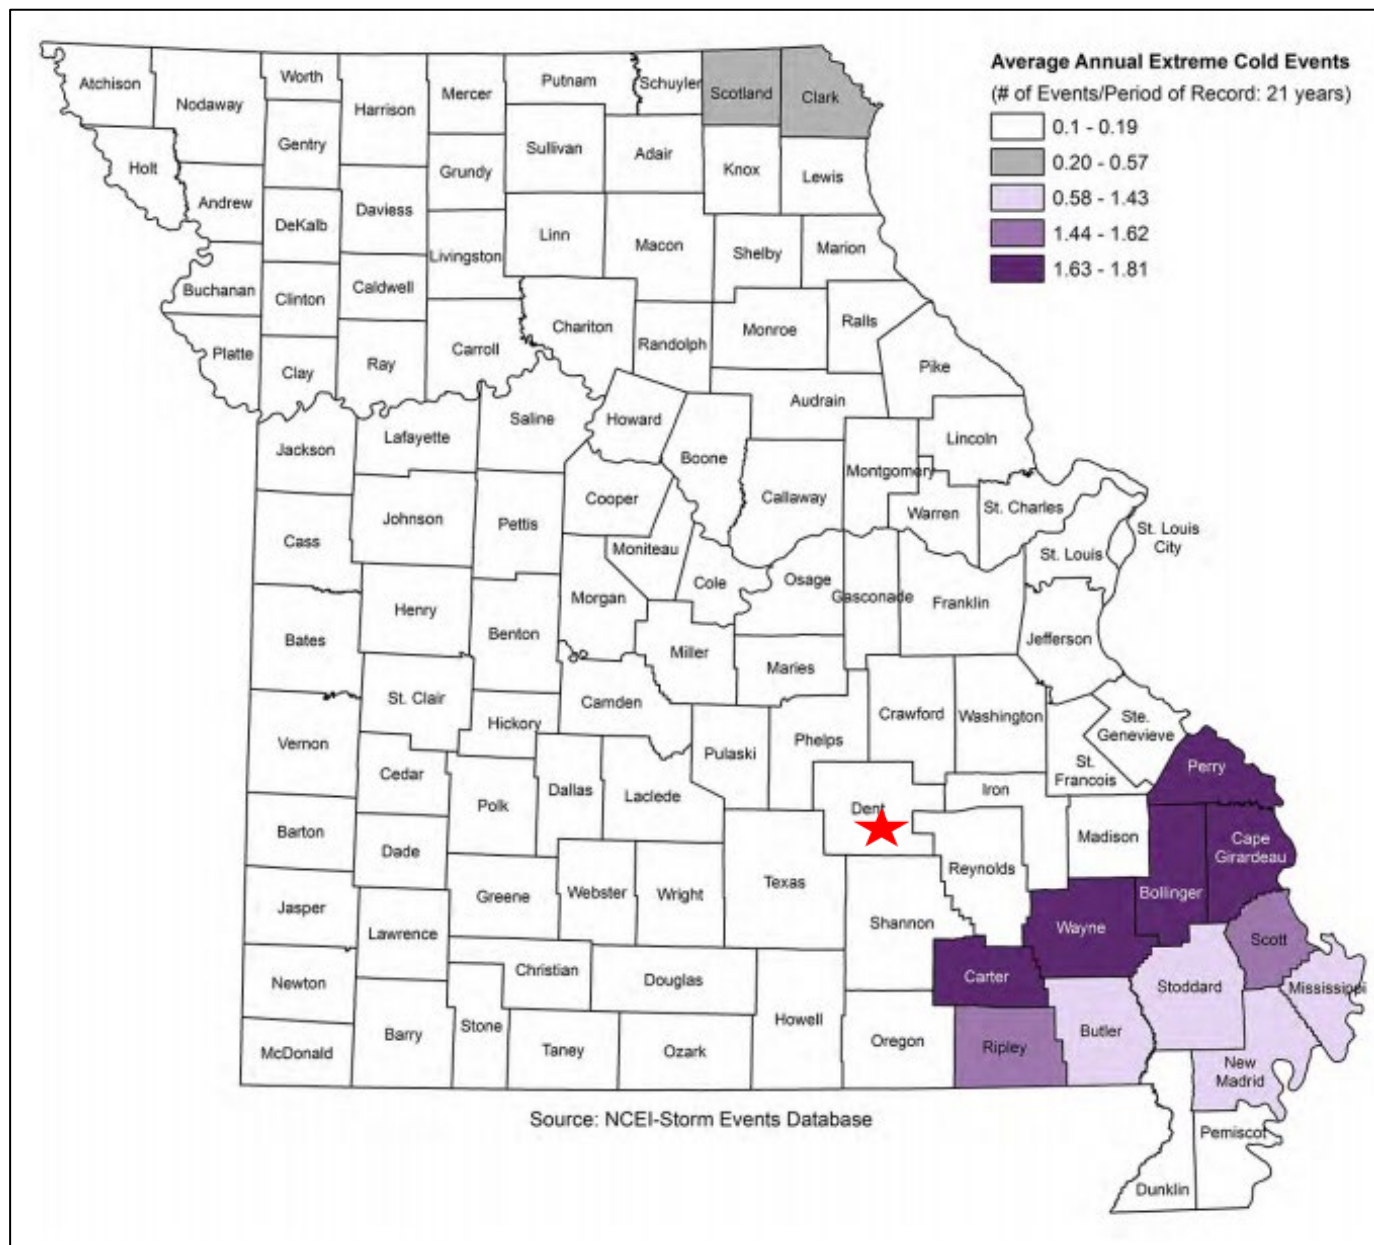 Average Annual Extreme Cold Events
(# of Events/Period of Record: 21 years)
0.1 - 0.19
0.20 - 0.57
0.58 - 1.43
1.44 - 1.62
1.63 - 1.81
Atchison
Nodaway
Worth
Harrison
Mercer
Putnam
Schuyler
Scotland
Clark
Holt
Gentry
Sullivan
Adair
Knox
Lewis
Andrew
DeKalb
Daviess
Grundy
Linn
Macon
Shelby
Marion
Livingston
Buchanan
Clinton
Caldwell
Chariton
Randolph
Monroe
Ralls
Platte
Clay
Ray
Carroll
Pike
Audrain
Saline
Howard
Jackson
Lafayette
Boone
Lincoln
Montgomery
Callaway
Cooper
Johnson
Pettis
Warren
St. Charles
St. Louis
City
St. Louis
Cass
Moniteau
Cole
Osage
Gasconade
Franklin
Morgan
Henry
Benton
Bates
Miller
Maries
Jefferson
St. Clair
Camden
Hickory
Crawford
Washington
Ste.
Genevieve
Vernon
Pulaski
Phelps
St.
Francois
Perry
Cedar
Dallas
Laclede
Polk
Iron
Dent
Barton
Dade
Madison
Cape
Girardeau
Reynolds
Texas
Greene
Webster
Wright
Bollinger
Jasper
Lawrence
Shannon
Wayne
Scott
Christian
Douglas
Carter
Stoddard
Mississippi
Newton
Howell
Barry
Stone
Taney
Ozark
Oregon
Ripley
Butler
New
Madrid
McDonald
Source: NCEI-Storm Events Database
Pemiscot
Dunklin